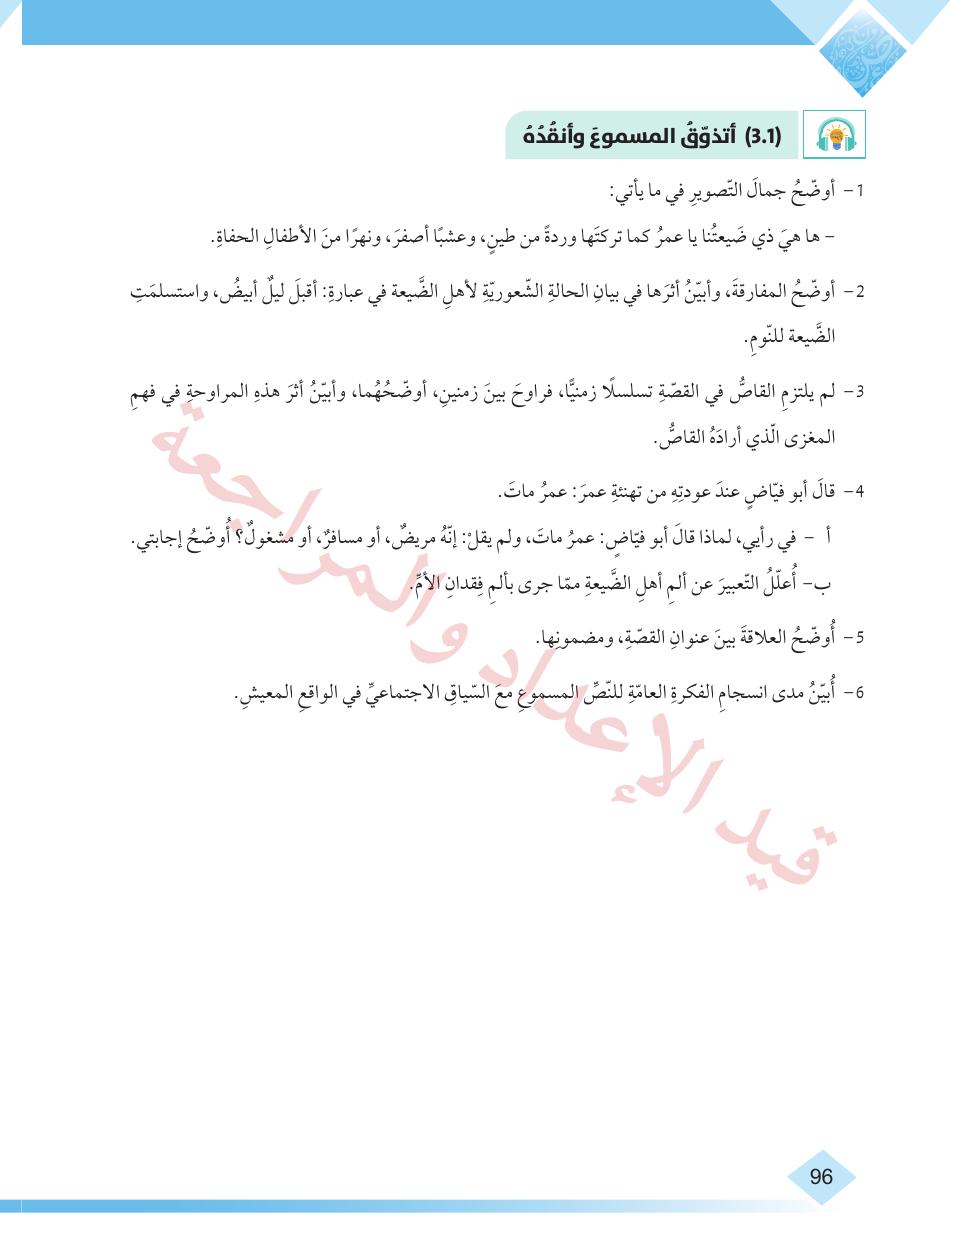 (3.1) أتذوّقُ المسموعَ وأنقُدُهُ
1- أوضّحُ جمالَ التّصويرِ في ما يأتي:
- ها هيَ ذي ضَيعتُنا يا عمرُ كما تركتَها وردةً من طينٍ، وعشبًا أصفرَ، ونهرًا منَ الأطفالِ الحفاةِ.
2- أوضّحُ المفارقةَ، وأبيّنُ أثرَها في بيانِ الحالةِ الشّعوريّةِ لأهلِ الضَّيعة في عبارةِ: أقبلَ ليلٌ أبيضُ، واستسلمَتِ
الضَّيعة للنّومِ.
3- لم يلتزمِ القاصُّ في القصّةِ تسلسلًا زمنيًّا، فراوحَ بينَ زمنينِ، أوضّحُهُما، وأبيّنُ أثرَ هذهِ المراوحةِ في فهمِ
المغزى الّذي أرادَهُ القاصُّ.
4- قالَ أبو فيّاضٍ عندَ عودتِهِ من تهنئةِ عمرَ: عمرُ ماتَ.
أ - في رأيي، لماذا قالَ أبو فيّاضٍ: عمرُ ماتَ، ولم يقلْ: إنّهُ مريضٌ، أو مسافرٌ، أو مشغولٌ؟ أُوضّحُ إجابتي.
ب- أُعلّلُ التّعبيرَ عن ألمِ أهلِ الضَّيعةِ ممّا جرى بألمِ فِقدانِ الأمِّ.
5- أُوضّحُ العلاقةَ بينَ عنوانِ القصّةِ، ومضمونِها.
6- أُبيّنُ مدى انسجامِ الفكرةِ العامّةِ للنّصِّ المسموعِ معَ السّياقِ الاجتماعيِّ في الواقعِ المعيشِ.
قيد الإعداد والمراجعة
96